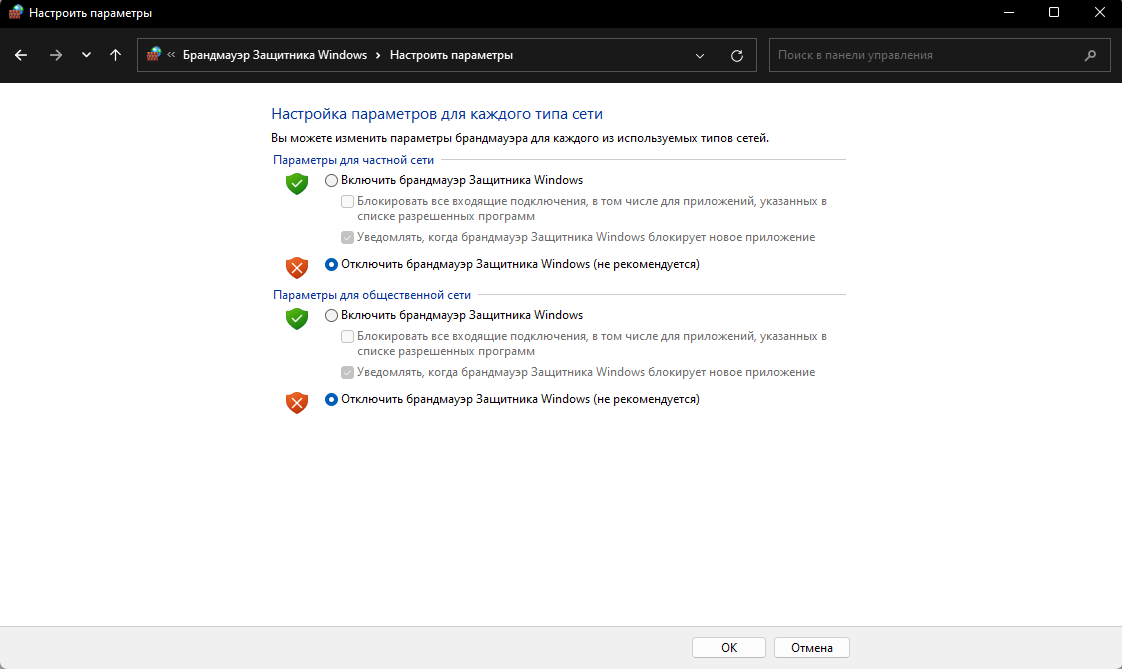 Настроить параметры
« Брандмауэр Защитника Windows › Настроить параметры
Поиск в панели управления
Настройка параметров для каждого типа сети
Вы можете изменить параметры брандмауэра для каждого из используемых типов сетей.
Параметры для частной сети
Включить брандмауэр Защитника Windows
Блокировать все входящие подключения, в том числе для приложений, указанных в
списке разрешенных программ
Уведомлять, когда брандмауэр Защитника Windows блокирует новое приложение
Отключить брандмауэр Защитника Windows (не рекомендуется)
Параметры для общественной сети
Включить брандмауэр Защитника Windows
Блокировать все входящие подключения, в том числе для приложений, указанных в
списке разрешенных программ
Уведомлять, когда брандмауэр Защитника Windows блокирует новое приложение
Отключить брандмауэр Защитника Windows (не рекомендуется)
ОК
Отмена